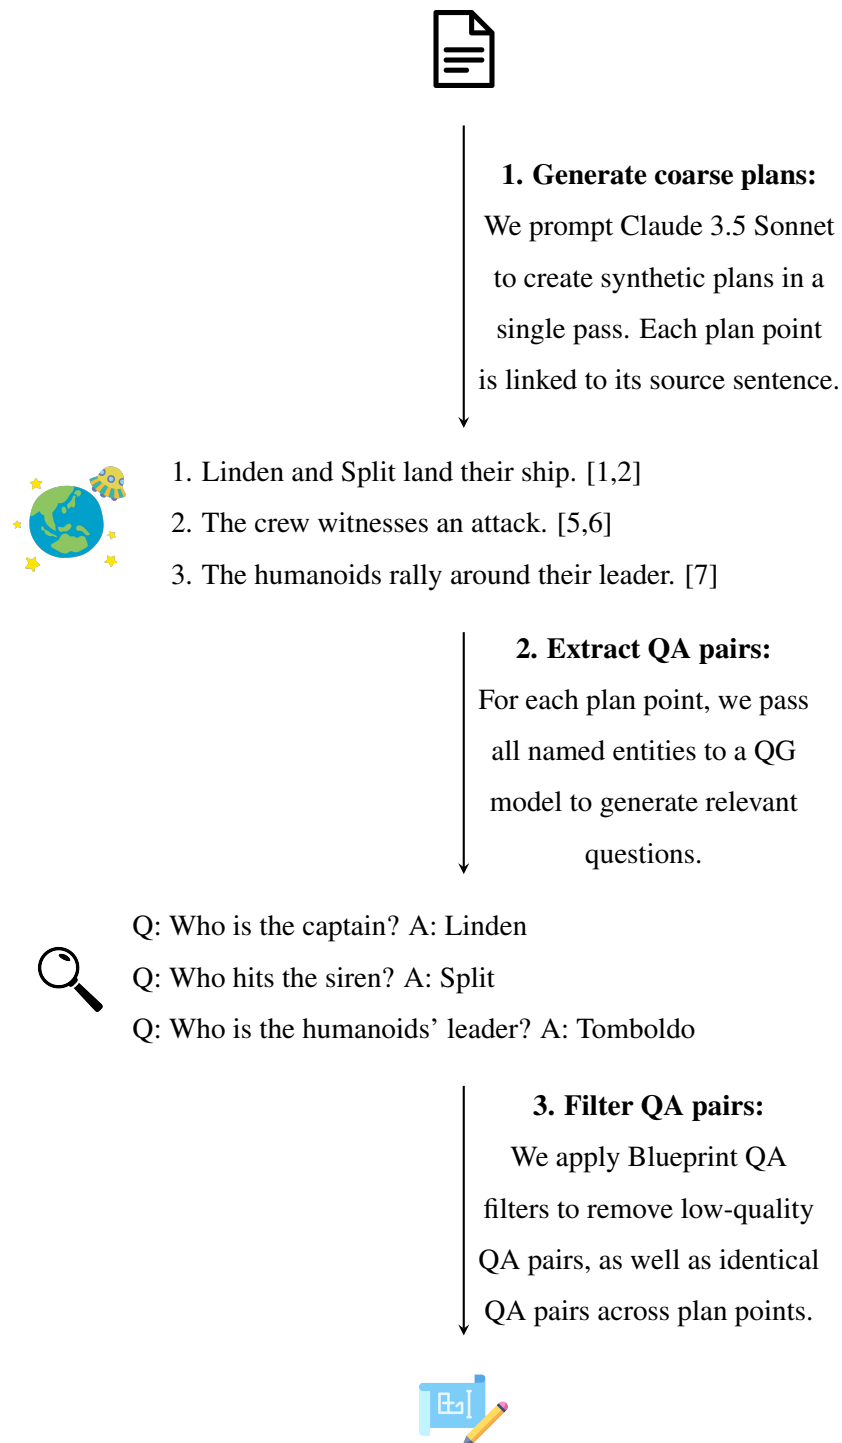 1. Generate coarse plans:
We prompt Claude 3.5 Sonnet
to create synthetic plans in a
single pass. Each plan point
is linked to its source sentence.
1. Linden and Split land their ship. [1,2]
2. The crew witnesses an attack. [5,6]
3. The humanoids rally around their leader. [7]
2. Extract QA pairs:
For each plan point, we pass
all named entities to a QG
model to generate relevant
questions.
Q: Who is the captain? A: Linden
Q: Who hits the siren? A: Split
Q: Who is the humanoids’ leader? A: Tomboldo
3. Filter QA pairs:
We apply Blueprint QA
filters to remove low-quality
QA pairs, as well as identical
QA pairs across plan points.